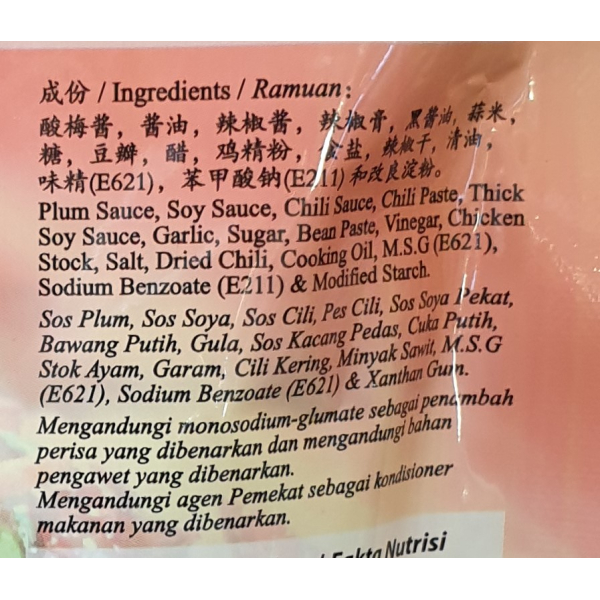 成份 / Ingredients / Ramuan:
酸梅酱，酱油，辣椒酱，辣椒膏，黑酱油，蒜米，
糖，豆瓣，醋，鸡精粉，盐，辣椒干，清油，
味精(E621)，苯甲酸钠(E211)和改良淀粉。
Plum Sauce, Soy Sauce, Chili Sauce, Chili Paste, Thick
Soy Sauce, Garlic, Sugar, Bean Paste, Vinegar, Chicken
Stock, Salt, Dried Chili, Cooking Oil, M.S.G (E621),
Sodium Benzoate (E211) & Modified Starch.
Sos Plum, Sos Soya, Sos Cili, Pes Cili, Sos Soya Pekat,
Bawang Putih, Gula, Sos Kacang Pedas, Cuka Putih,
Stok Ayam, Garam, Cili Kering, Minyak Sawit, M.S.G
(E621), Sodium Benzoate (E621) & Xanthan Gum.
Mengandungi monosodium-glumate sebagai penambah
perisa yang dibenarkan dan mengandungi bahan
pengawet yang dibenarkan.
Mengandungi agen Pemekat sebagai kondisioner
makanan yang dibenarkan.
Fakta Nutrisi